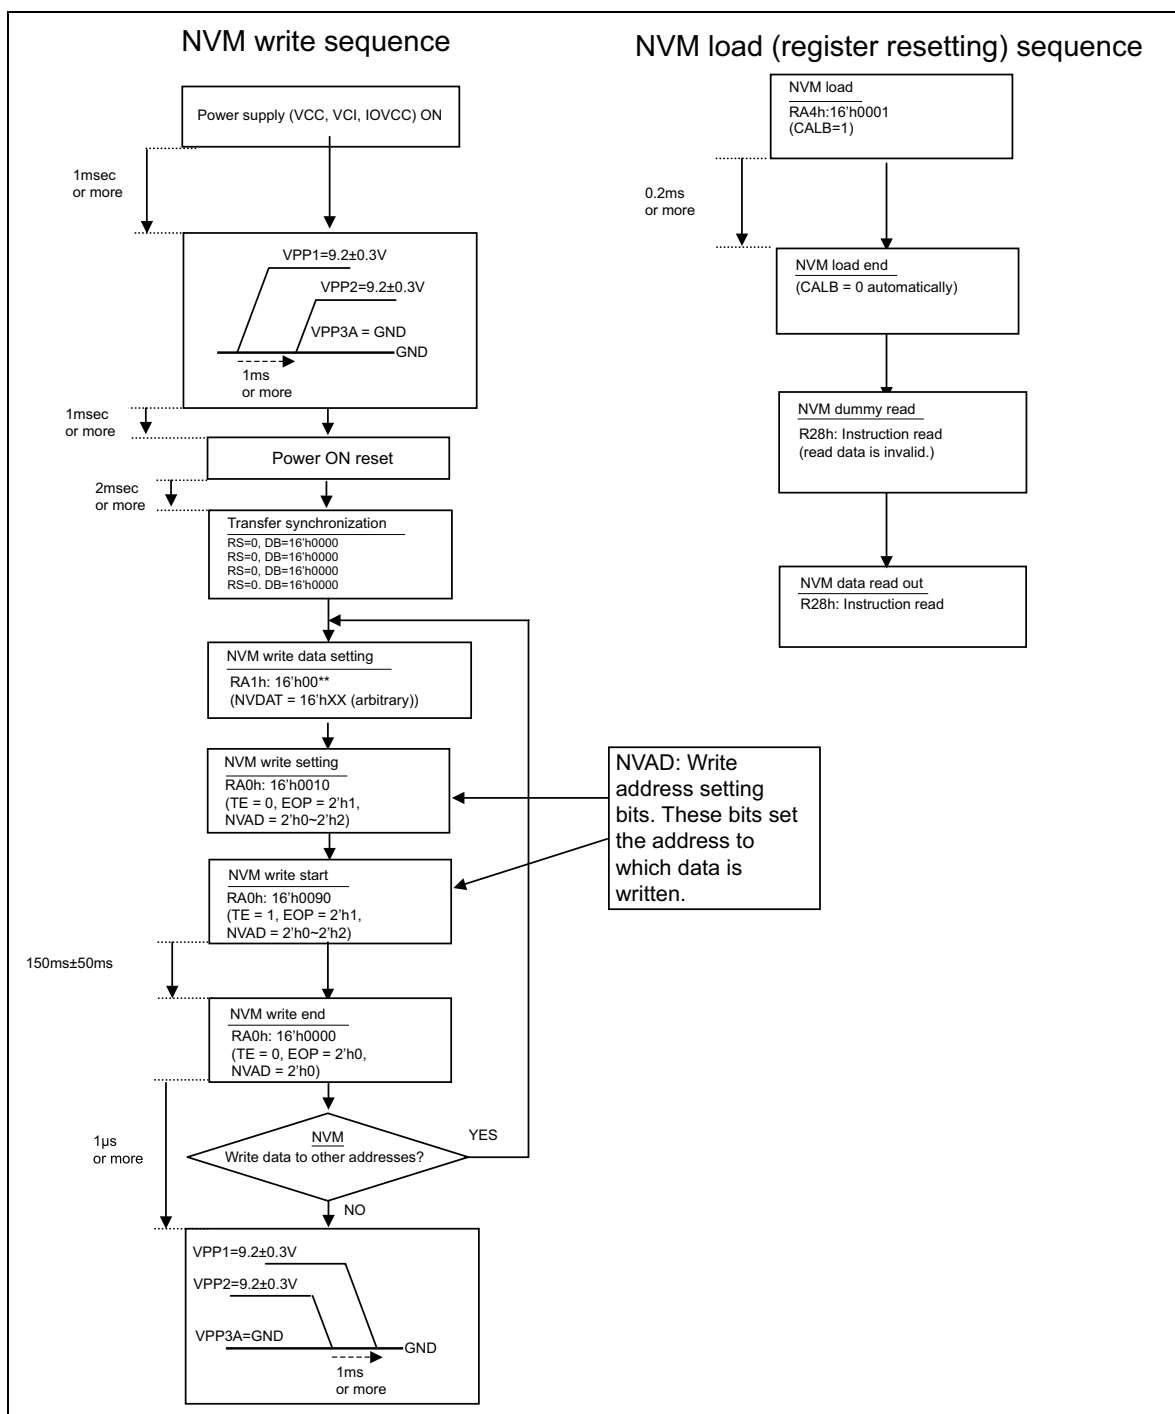 NVM write sequence
Power supply (VCC, VCI, IOVCC) ON
1msec
or more
VPP1=9.2±0.3V
VPP2=9.2±0.3V
VPP3A = GND
GND
1ms
or more
1msec
or more
Power ON reset
2msec
or more
Transfer synchronization
RS=0, DB=16'h0000
RS=0, DB=16'h0000
RS=0, DB=16'h0000
RS=0. DB=16'h0000
NVM write data setting
RA1h: 16'h00**
(NVDAT = 16'hXX (arbitrary))
NVM write setting
RA0h: 16'h0010
(TE = 0, EOP = 2'h1,
NVAD = 2'h0~2'h2)
NVM write start
RA0h: 16'h0090
(TE = 1, EOP = 2'h1,
NVAD = 2'h0~2'h2)
NVAD: Write
address setting
bits. These bits set
the address to
which data is
written.
150ms±50ms
NVM write end
RA0h: 16'h0000
(TE = 0, EOP = 2'h0,
NVAD = 2'h0)
1µs
or more
NVM
Write data to other addresses?
YES
NO
VPP1=9.2±0.3V
VPP2=9.2±0.3V
VPP3A=GND
GND
1ms
or more
NVM load (register resetting) sequence
NVM load
RA4h:16'h0001
(CALB=1)
0.2ms
or more
NVM load end
(CALB = 0 automatically)
NVM dummy read
R28h: Instruction read
(read data is invalid.)
NVM data read out
R28h: Instruction read